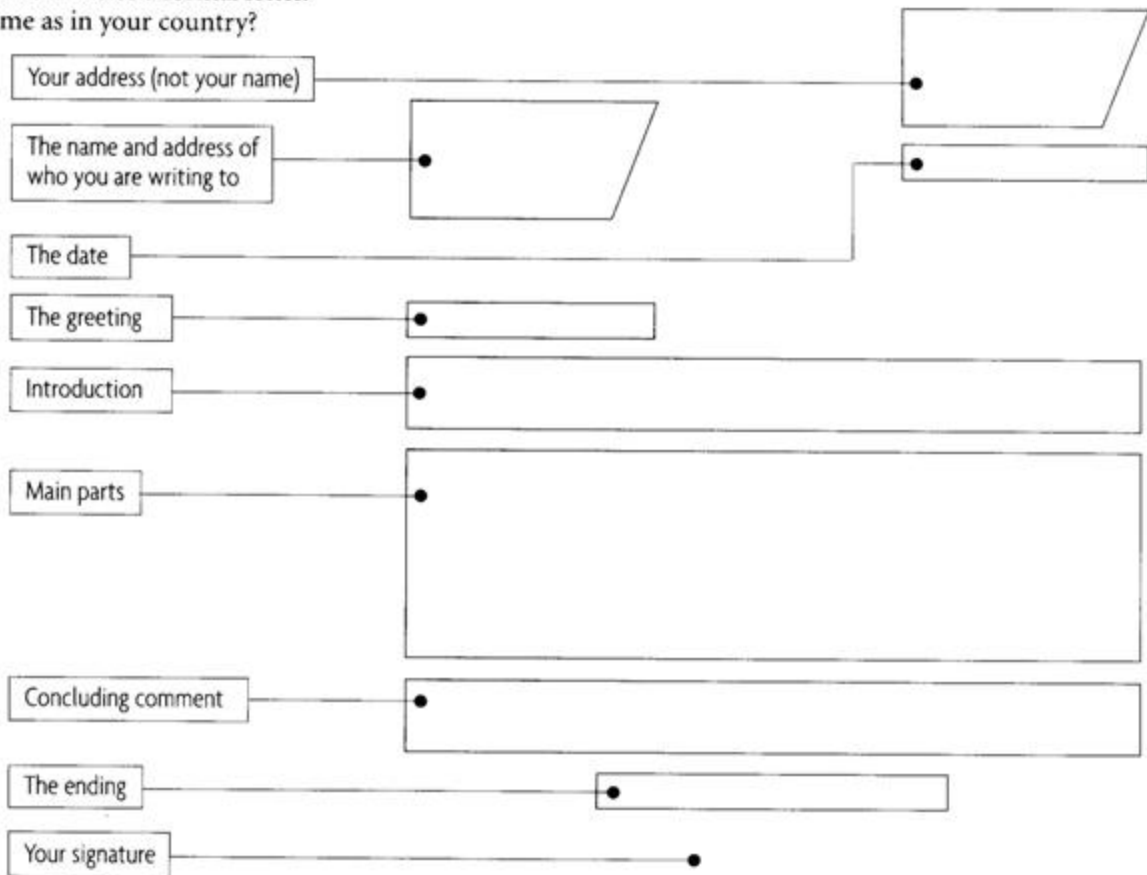 me as in your country?
Your address (not your name)
The name and address of
who you are writing to
The date
The greeting
Introduction
Main parts
Concluding comment
The ending
Your signature